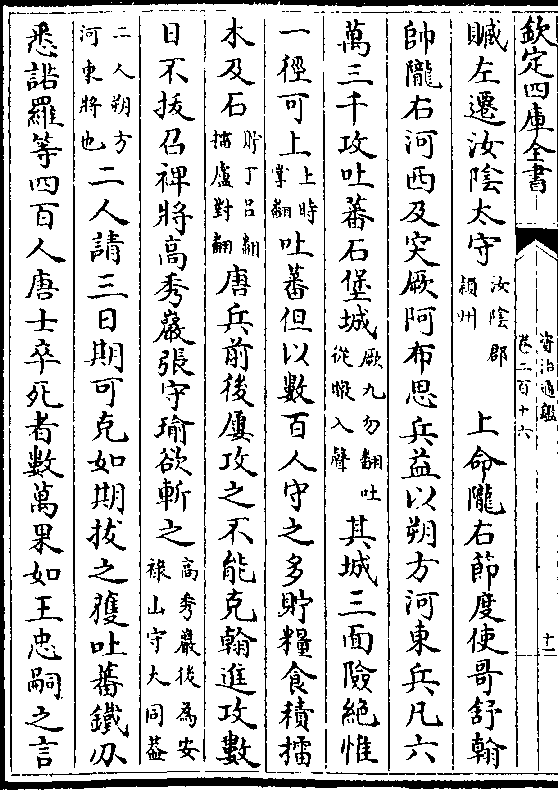 欽定四庫全書
資治通鑑
卷二百十六
十一
贓左遷汝陰太守汝陰郡潁州　上命隴右節度使哥舒翰
帥隴右河西及突厥阿布思兵益以朔方河東兵凡六
萬三千攻吐蕃石堡城厥九勿翻吐從暾入聲其城三面險絶惟
一徑可上上時掌翻吐蕃但以數百人守之多貯糧食積擂
木及石貯丁吕翻擂盧對翻唐兵前後屢攻之不能克翰進攻數
日不拔召裨將高秀巖張守瑜欲斬之高秀巖後為安祿山守大同葢
二人朔方河東將也二人請三日期可克如期拔之獲吐蕃鐵刅
悉諾羅等四百人唐士卒死者數萬果如王忠嗣之言